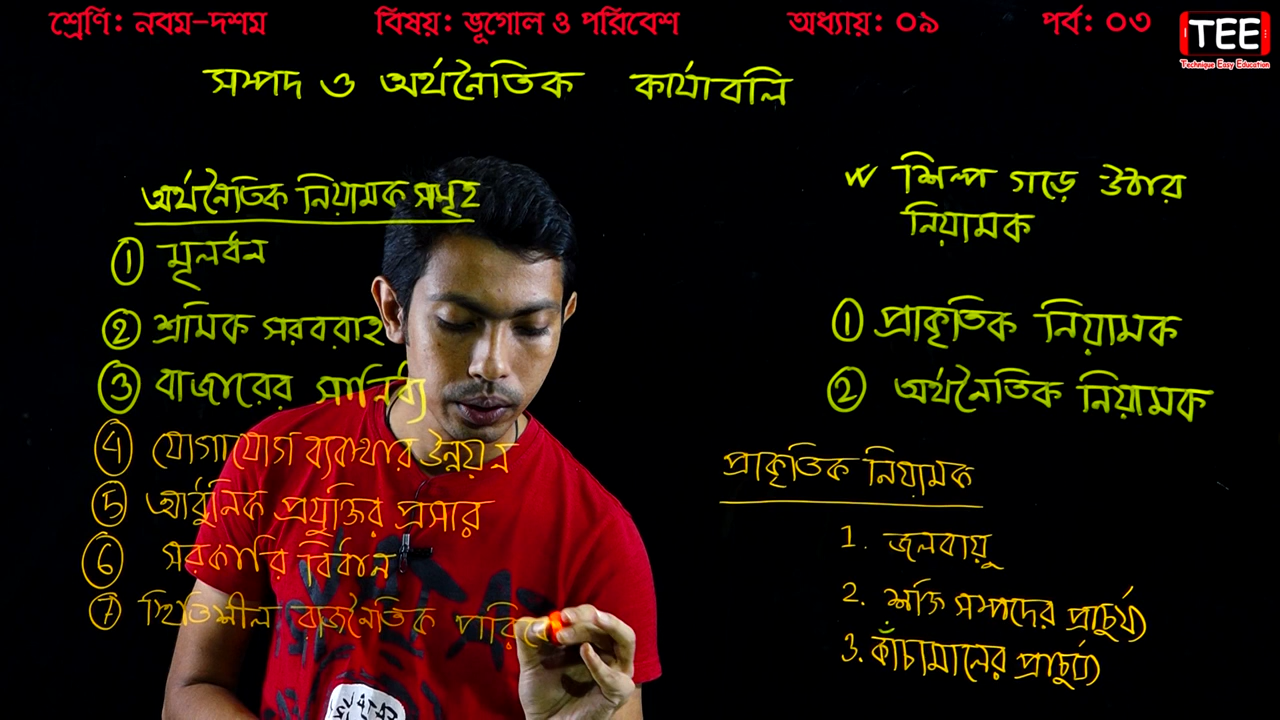 শ্রেণি: নবম-দশম বিষয়: ভূগোল ও পরিবেশ অধ্যায়: ০৯ পর্ব: ০৩
TEE
Technique Easy Education
সম্পদ ও অর্থনৈতিক কার্যাবলি
অর্থনৈতিক নিয়ামক সমূহ
① মূলধন
② শ্রমিক সরবরাহ
③ বাজারের সানিধ্য
④ যোগাযোগ ব্যবস্থার উন্নয়ন
⑤ আধুনিক প্রযুক্তির প্রসার
⑥ সরকারি বিধান
⑦ স্থিতিশীল রাজনৈতিক পরিবে
শিল্প গড়ে উঠার
নিয়ামক
① প্রাকৃতিক নিয়ামক
② অর্থনৈতিক নিয়ামক
প্রাকৃতিক নিয়ামক
1. জলবায়ু
2. শক্তি সম্পদের প্রাচুর্য
3. কাঁচামালের প্রাচুর্য